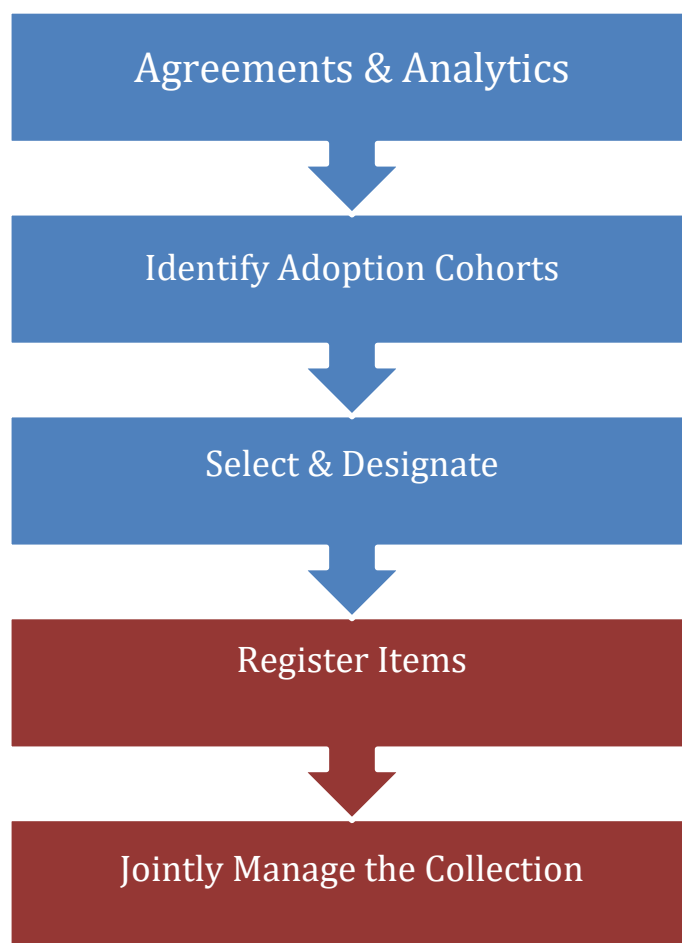 Agreements & Analytics
Identify Adoption Cohorts
Select & Designate
Register Items
Jointly Manage the Collection